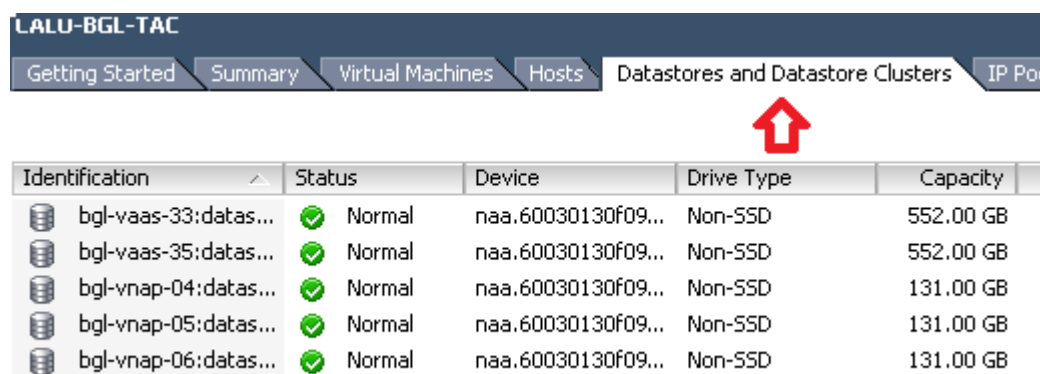 LALU-BGL-TAC
Getting Started Summary Virtual Machines Hosts Datastores and Datastore Clusters IP Po
Identification Status Device Drive Type Capacity
bgl-vaas-33:datas... Normal naa.60030130f09... Non-SSD 552.00 GB
bgl-vaas-35:datas... Normal naa.60030130f09... Non-SSD 552.00 GB
bgl-vnap-04:datas... Normal naa.60030130f09... Non-SSD 131.00 GB
bgl-vnap-05:datas... Normal naa.60030130f09... Non-SSD 131.00 GB
bgl-vnap-06:datas... Normal naa.60030130f09... Non-SSD 131.00 GB